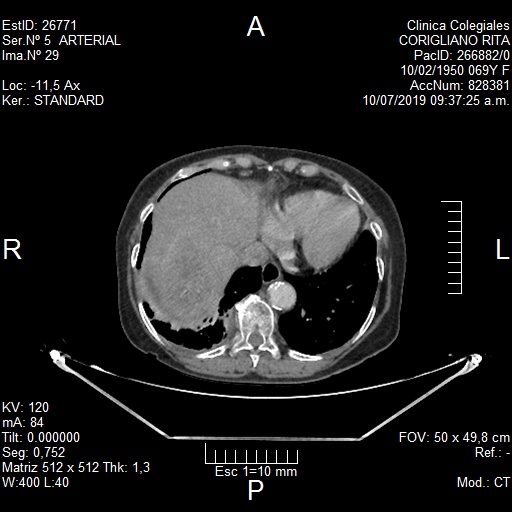 EstID: 26771
Ser.Nº 5 ARTERIAL
Ima.Nº 29
Loc: -11,5 Ax
Ker.: STANDARD
A
Clinica Colegiales
CORIGLIANO RITA
PacID: 266882/0
10/02/1950 069Y F
AccNum: 828381
10/07/2019 09:37:25 a.m.
R
L
KV: 120
mA: 84
Tilt: 0.000000
Seg: 0,752
Matriz 512 x 512 Thk: 1,3
W:400 L:40
Esc 1=10 mm
P
FOV: 50 x 49,8 cm
Ref.: -
Mod.: CT